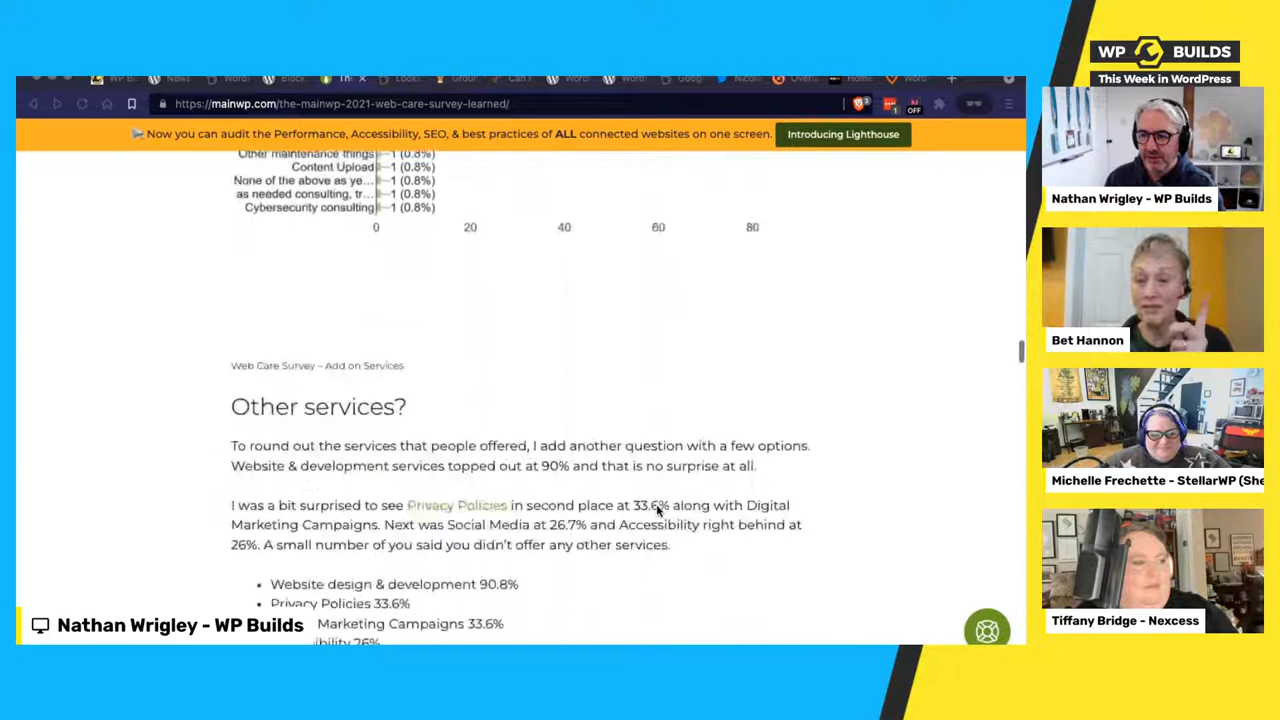 WP BUILDS
This Week in WordPress
https://mainwp.com/the-mainwp-2021-web-care-survey-learned/
OFF
Now you can audit the Performance, Accessibility, SEO, & best practices of ALL connected websites on one screen.
Introducing Lighthouse
Other maintenance things 1 (0.8%)
Content Upload 1 (0.8%)
None of the above as ye... 1 (0.8%)
as needed consulting, tr... 1 (0.8%)
Cybersecurity consulting 1 (0.8%)
0 20 40 60 80
Web Care Survey – Add on Services
Other services?
To round out the services that people offered, I add another question with a few options.
Website & development services topped out at 90% and that is no surprise at all.
I was a bit surprised to see Privacy Policies in second place at 33.6% along with Digital
Marketing Campaigns. Next was Social Media at 26.7% and Accessibility right behind at
26%. A small number of you said you didn't offer any other services.
• Website design & development 90.8%
• Privacy Policies 33.6%
Marketing Campaigns 33.6%
Nathan Wrigley - WP Builds
Nathan Wrigley - WP Builds
Bet Hannon
Michelle Frechette - StellarWP (She
Tiffany Bridge - Nexcess